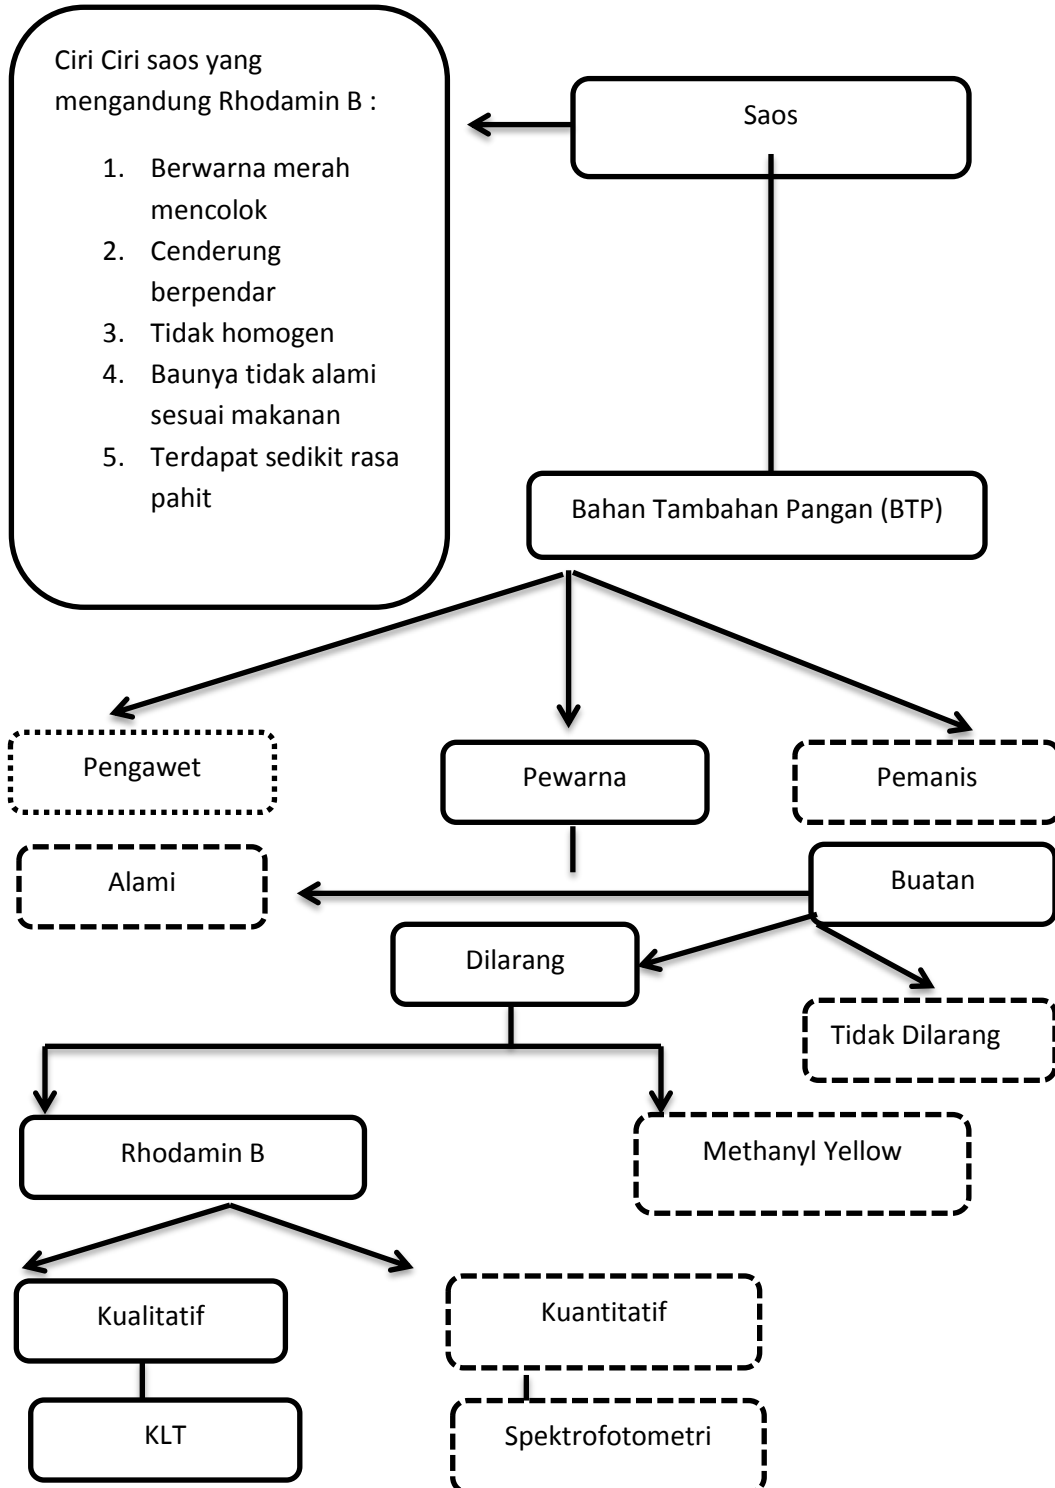 Ciri Ciri saos yang
mengandung Rhodamin B :
1. Berwarna merah
mencolok
2. Cenderung
berpendar
3. Tidak homogen
4. Baunya tidak alami
sesuai makanan
5. Terdapat sedikit rasa
pahit
Saos
Bahan Tambahan Pangan (BTP)
Pengawet
Pewarna
Pemanis
Alami
Buatan
Dilarang
Tidak Dilarang
Rhodamin B
Methanyl Yellow
Kualitatif
Kuantitatif
KLT
Spektrofotometri